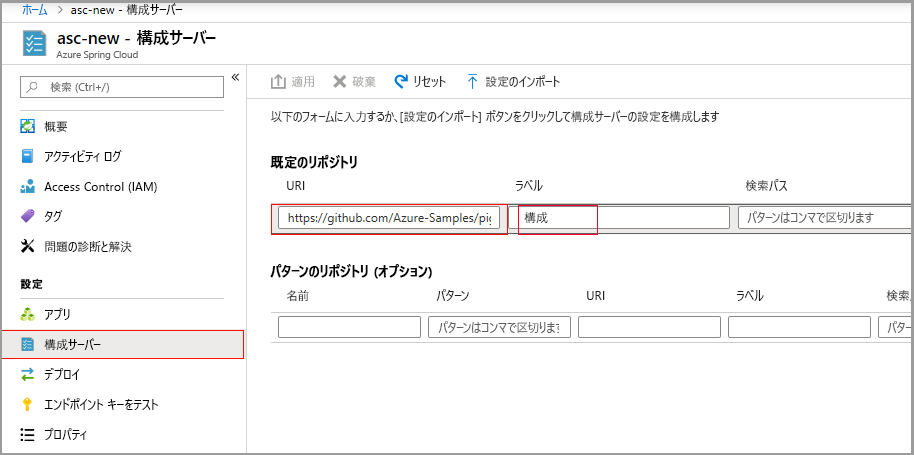 ホーム > asc-new - 構成サーバー
asc-new - 構成サーバー
Azure Spring Cloud
検索 (Ctrl+/)
«
概要
アクティビティ ログ
Access Control (IAM)
タグ
問題の診断と解決
設定
アプリ
構成サーバー
デプロイ
エンドポイント キーをテスト
プロパティ
適用 破棄 リセット 設定のインポート
以下のフォームに入力するか、[設定のインポート] ボタンをクリックして構成サーバーの設定を構成します
既定のリポジトリ
URI ラベル 検索パス
https://github.com/Azure-Samples/pig 構成 パターンはコンマで区切ります
パターンのリポジトリ (オプション)
名前 パターン URI ラベル 検索
パターンはコンマで区切ります パター